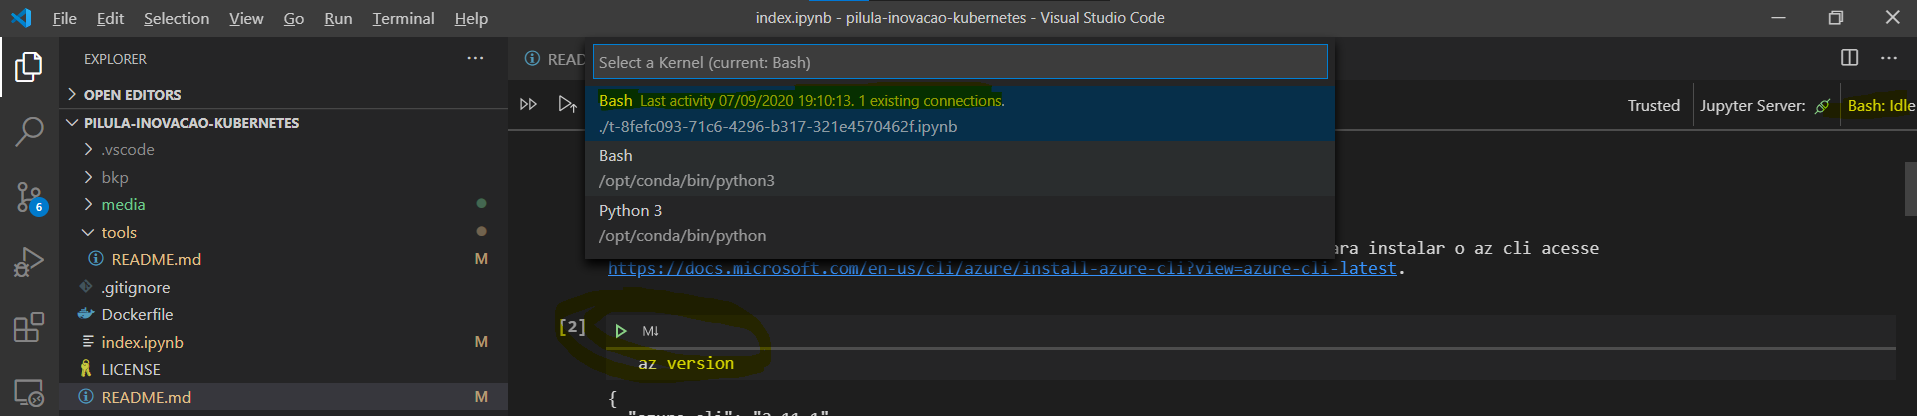 File Edit Selection View Go Run Terminal Help
index.ipynb - pilula-inovacao-kubernetes - Visual Studio Code
EXPLORER
OPEN EDITORS
PILULA-INOVACAO-KUBERNETES
.vscode
bkp
media
tools
README.md M
.gitignore
Dockerfile
index.ipynb M
LICENSE
README.md M
6
READ
Select a Kernel (current: Bash)
Bash Last activity 07/09/2020 19:10:13. 1 existing connections.
./t-8fefc093-71c6-4296-b317-321e4570462f.ipynb
Bash
/opt/conda/bin/python3
Python 3
/opt/conda/bin/python
Trusted
Jupyter Server:
Bash: Idle
ara instalar o az cli acesse
https://docs.microsoft.com/en-us/cli/azure/install-azure-cli?view=azure-cli-latest.
[2]
M↓
az version
{
"azure-cli": "2.11.1"